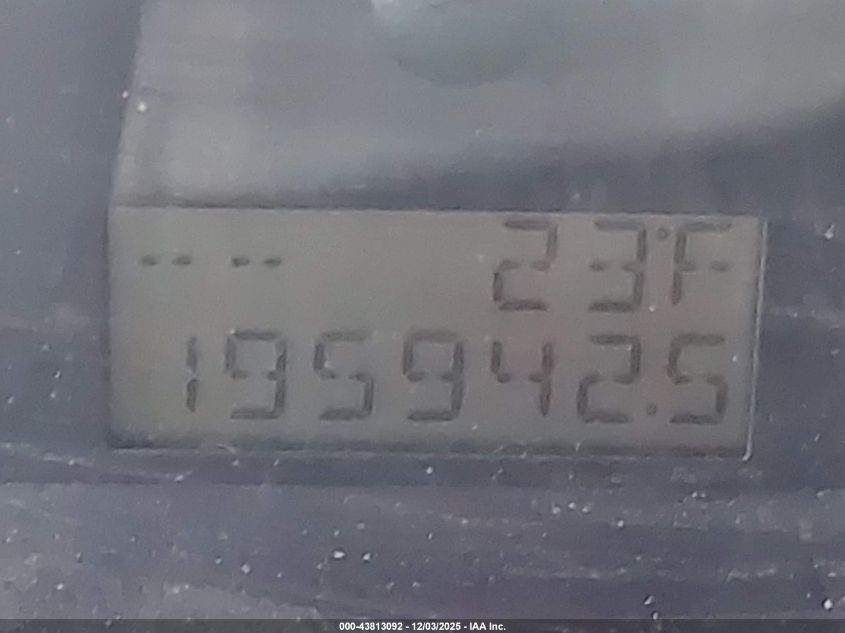 -- -- 23°F
195942.5
000-43813092 - 12/03/2025 - IAA Inc.